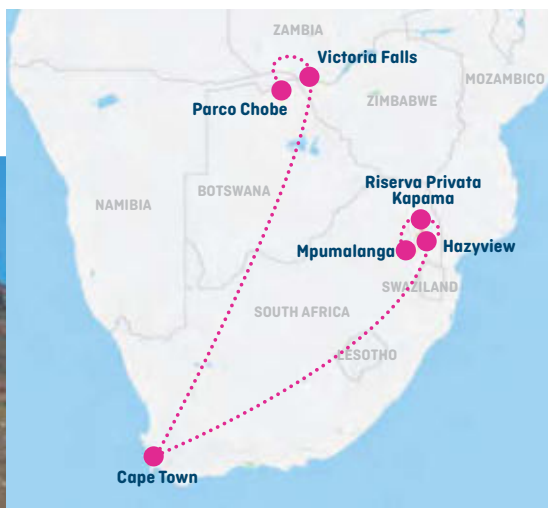 ZAMBIA
Victoria Falls
MOZAMBICO
Parco Chobe
ZIMBABWE
BOTSWANA
NAMIBIA
Riserva Privata
Kapama
Mpumalanga
Hazyview
SWAZILAND
SOUTH AFRICA
LESOTHO
Cape Town